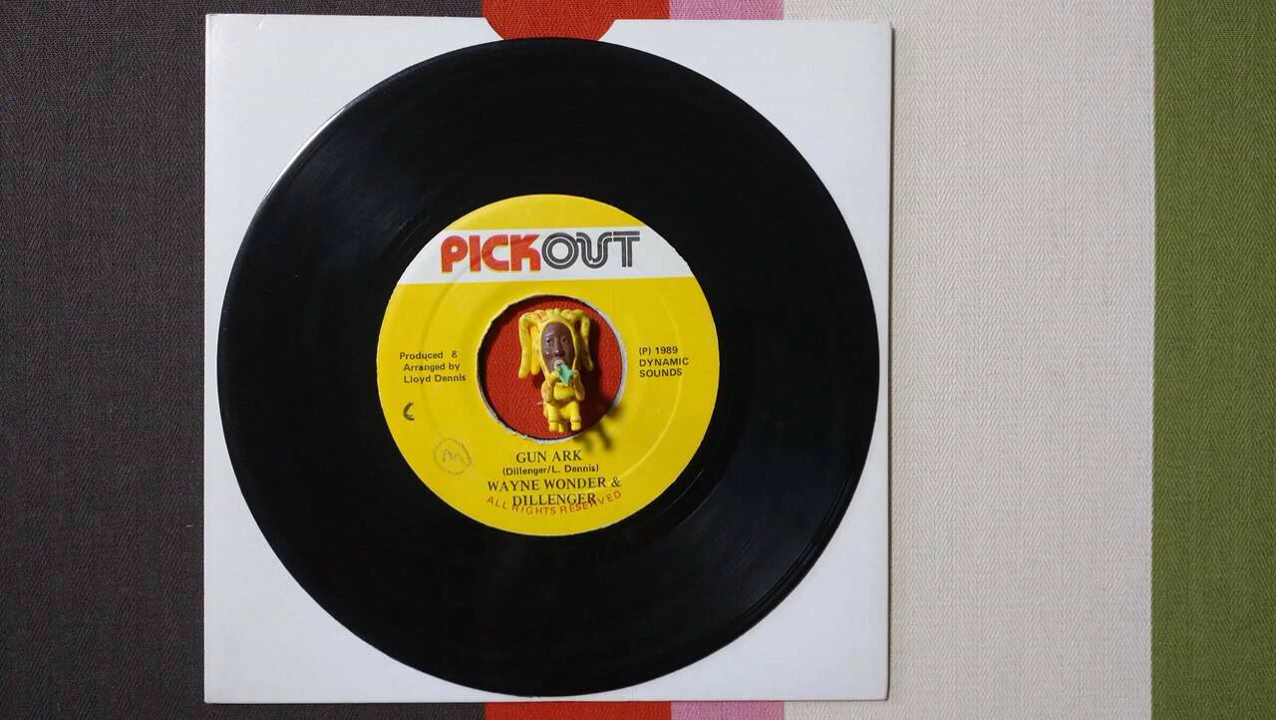 PICKOUT
Produced &
Arranged by
Lloyd Dennis
(P) 1989
DYNAMIC
SOUNDS
GUN ARK
(Dillenger/L. Dennis)
WAYNE WONDER &
DILLENGER
ALL RIGHTS RESERVED